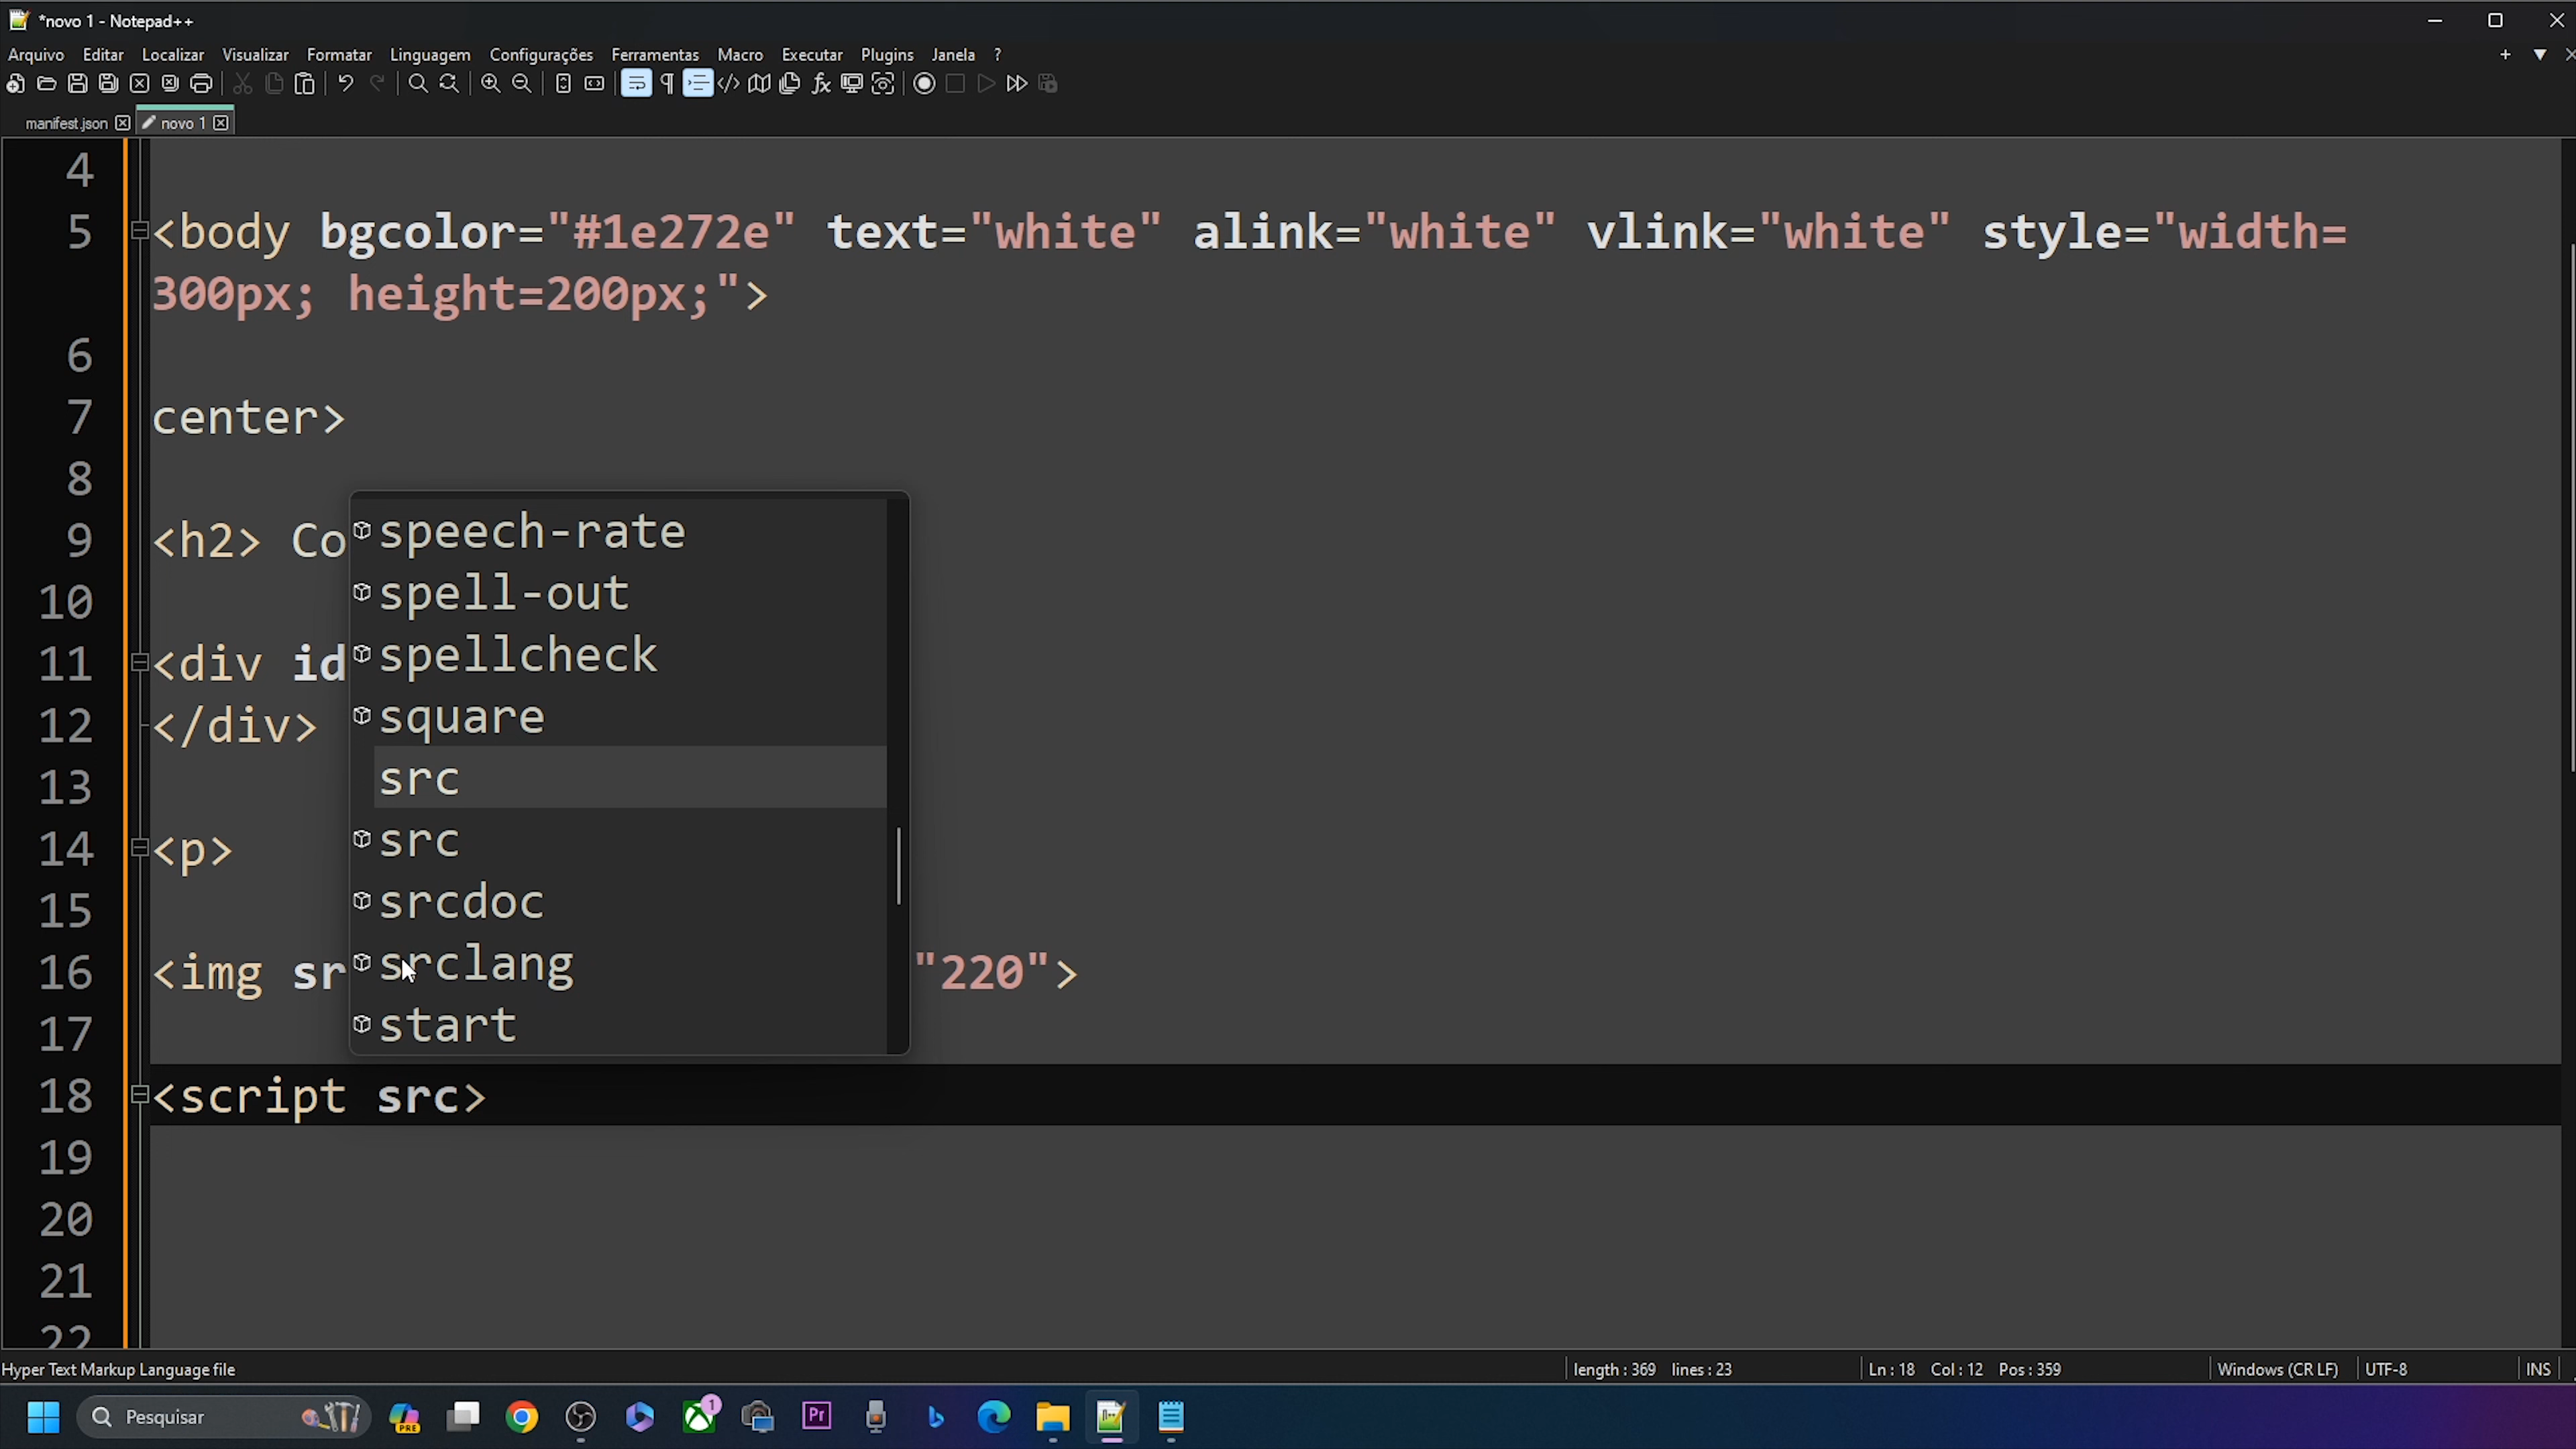 *novo 1 - Notepad++
Arquivo Editar Localizar Visualizar Formatar Linguagem Configurações Ferramentas Macro Executar Plugins Janela ?
manifest.json novo 1
4
5 <body bgcolor="#1e272e" text="white" alink="white" vlink="white" style="width=
300px; height=200px;">
6
7 center>
8
speech-rate
9 <h2> Co
spell-out
10
11 <div id
spellcheck
12 </div>
square
13
src
14 <p>
src
15
srcdoc
16 <img sr "220">
srclang
17
start
18 <script src>
19
20
21
22
Hyper Text Markup Language file length : 369 lines : 23 Ln : 18 Col : 12 Pos : 359 Windows (CR LF) UTF-8 INS
Pesquisar PRE 1 Pr